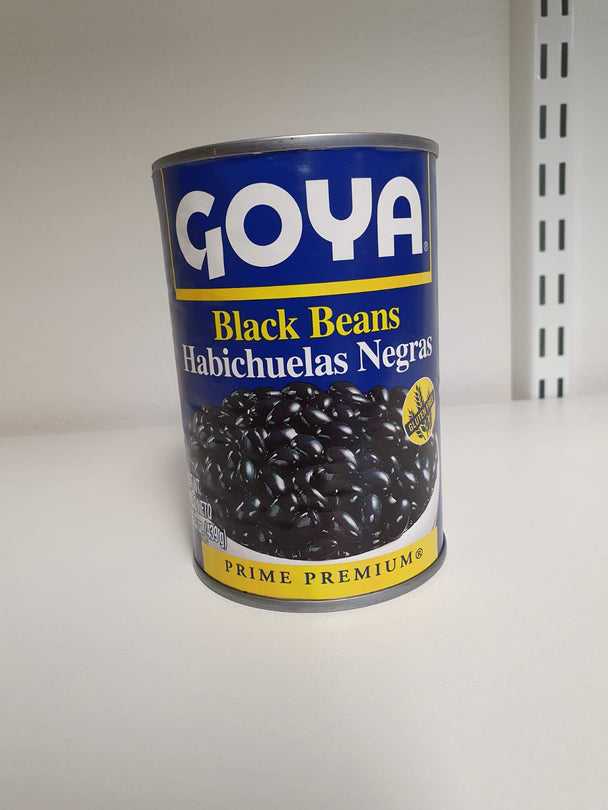 GOYA®
Black Beans
Habichuelas Negras
GLUTEN FREE
PRIME PREMIUM®